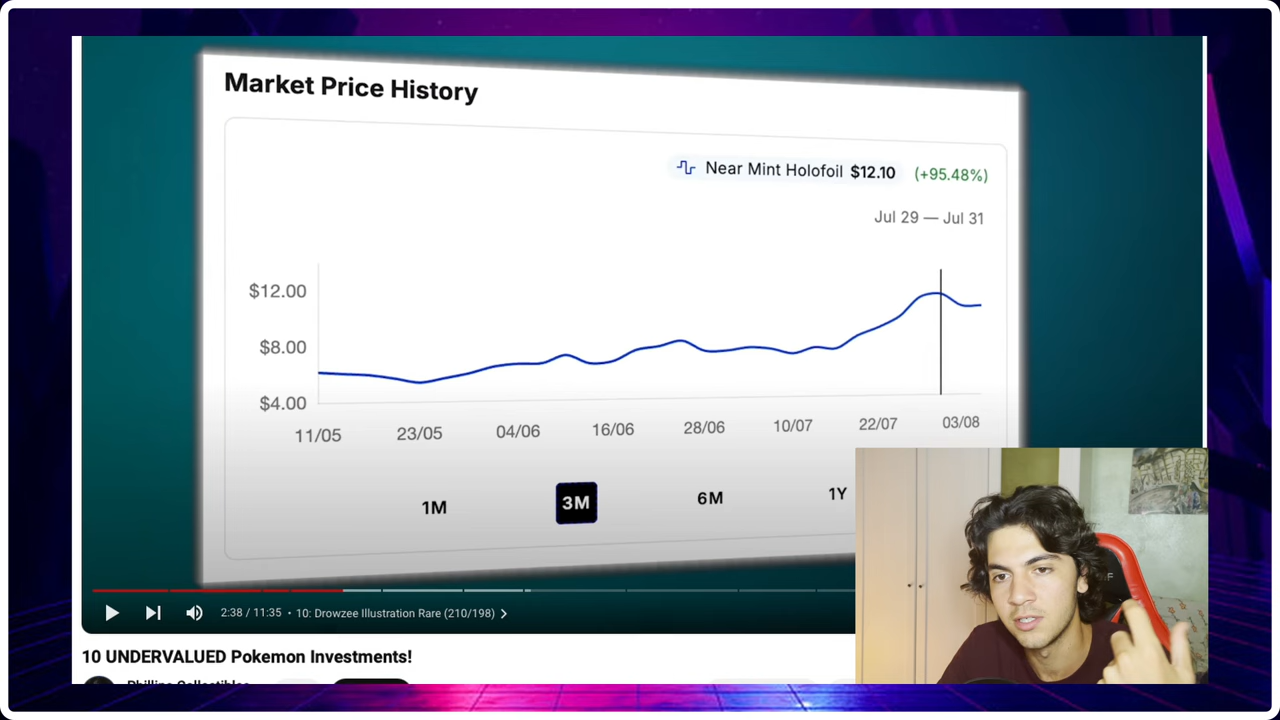 Market Price History
Near Mint Holofoil $12.10 (+95.48%)
Jul 29 — Jul 31
$12.00
$8.00
$4.00
11/05 23/05 04/06 16/06 28/06 10/07 22/07 03/08
1M 3M 6M 1Y
2:38 / 11:35 • 10: Drowzee Illustration Rare (210/198)
10 UNDERVALUED Pokemon Investments!